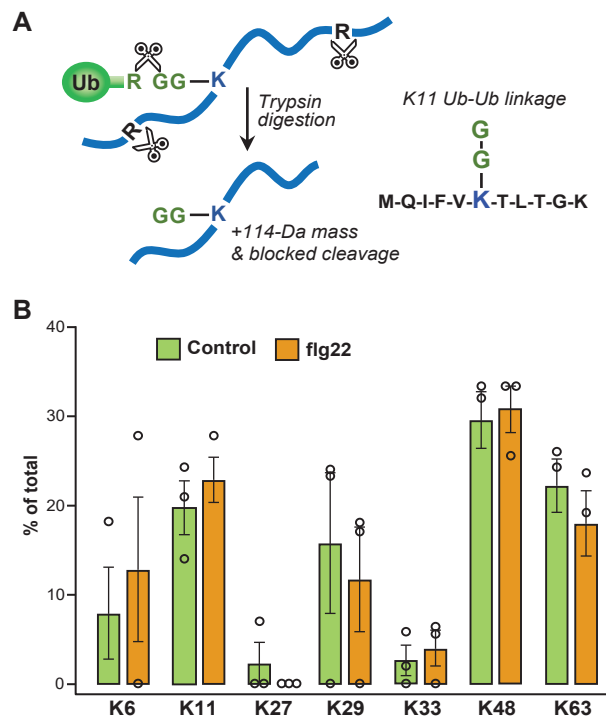 A
R
Ub R GG K
R
Trypsin
digestion
K11 Ub-Ub linkage
G
G
M-Q-I-F-V-K-T-L-T-G-K
GG K
+114-Da mass
& blocked cleavage
B
Control flg22
% of total
40
30
20
10
0
K6 K11 K27 K29 K33 K48 K63